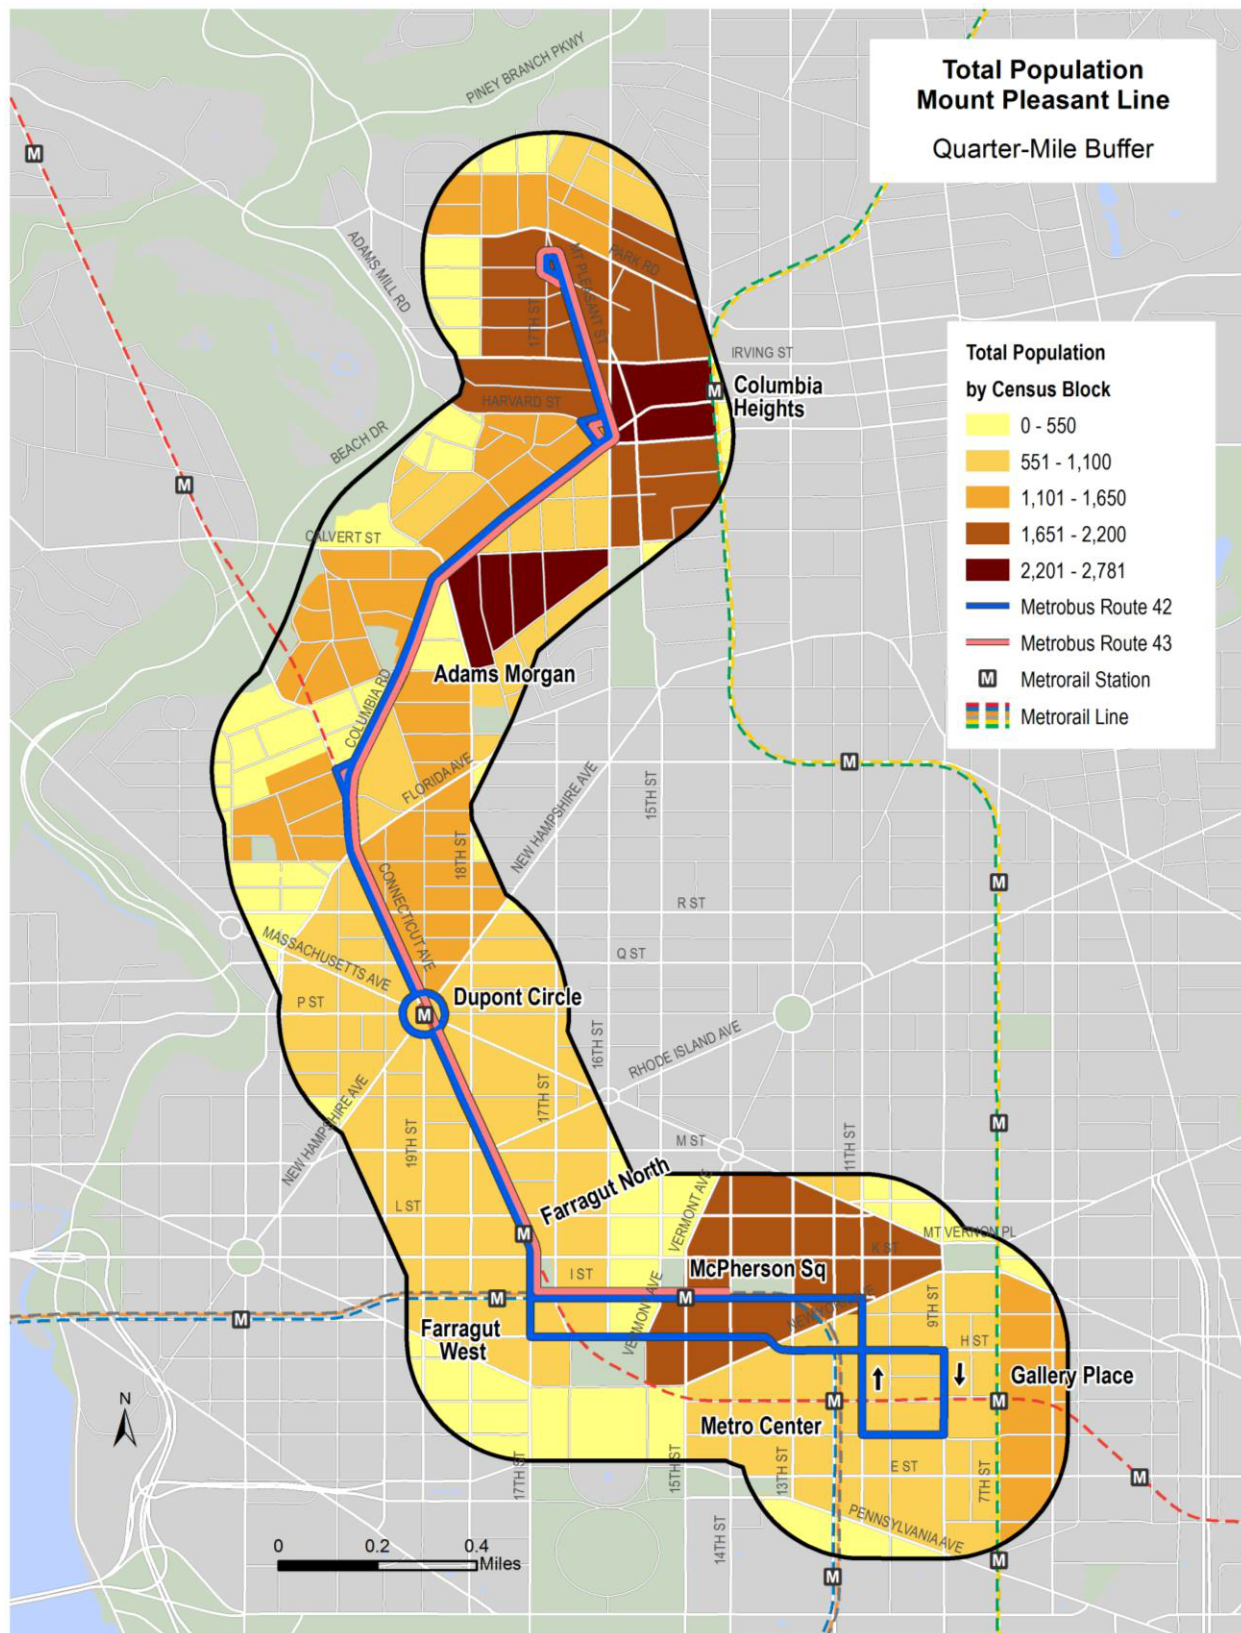 Total Population
Mount Pleasant Line
Quarter-Mile Buffer
PINEY BRANCH PKWY
M
ADAMS MILL RD
PARK RD
MT PLEASANT ST
17TH ST
IRVING ST
Total Population
by Census Block
0 - 550
551 - 1,100
1,101 - 1,650
1,651 - 2,200
2,201 - 2,781
Metrobus Route 42
Metrobus Route 43
M Metrorail Station
Metrorail Line
M
Columbia
Heights
HARVARD ST
BEACH DR
M
CALVERT ST
Adams Morgan
COLUMBIA RD
FLORIDA AVE
NEW HAMPSHIRE AVE
15TH ST
M
18TH ST
CONNECTICUT AVE
M
R ST
MASSACHUSETTS AVE
Q ST
P ST
Dupont Circle
M
16TH ST
RHODE ISLAND AVE
NEW HAMPSHIRE AVE
19TH ST
17TH ST
M ST
11TH ST
M
L ST
Farragut North
M
VERMONT AVE
MT VERNON PL
K ST
I ST
McPherson Sq
M
M
M
Farragut
West
VERMONT AVE
9TH ST
H ST
Gallery Place
M
M
Metro Center
N
17TH ST
15TH ST
13TH ST
E ST
7TH ST
M
PENNSYLVANIA AVE
14TH ST
M
M
0
0.2
0.4
Miles